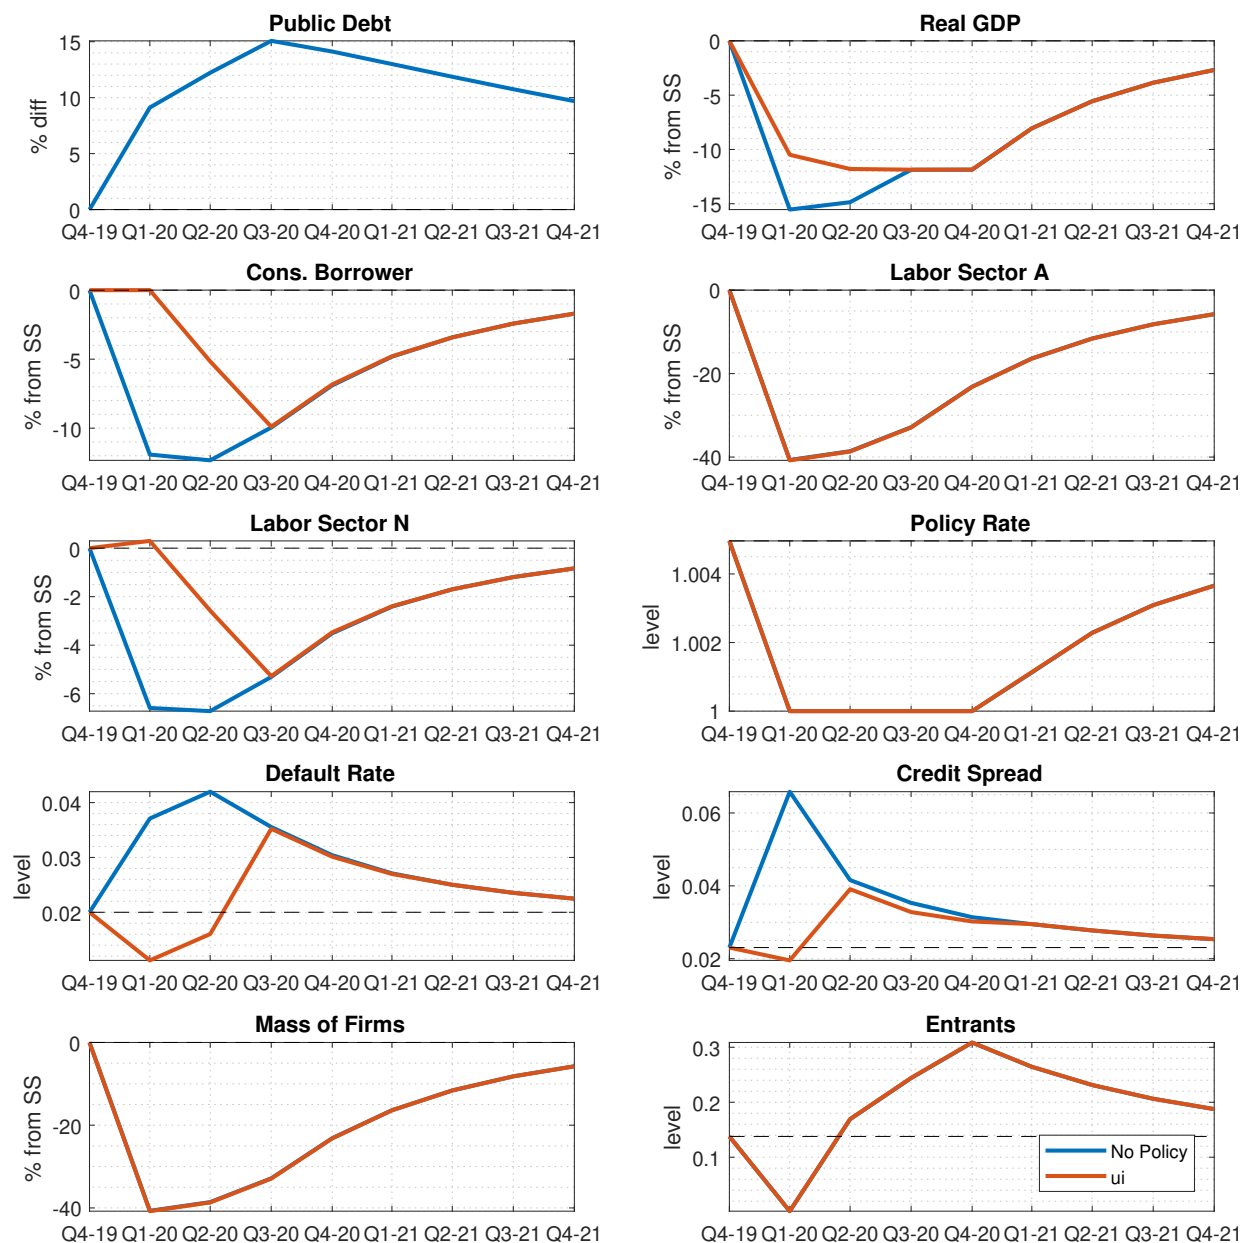 Public Debt
% diff
15
10
5
0
Q4-19 Q1-20 Q2-20 Q3-20 Q4-20 Q1-21 Q2-21 Q3-21 Q4-21
Real GDP
% from SS
0
-5
-10
-15
Q4-19 Q1-20 Q2-20 Q3-20 Q4-20 Q1-21 Q2-21 Q3-21 Q4-21
Cons. Borrower
% from SS
0
-5
-10
Q4-19 Q1-20 Q2-20 Q3-20 Q4-20 Q1-21 Q2-21 Q3-21 Q4-21
Labor Sector A
% from SS
0
-20
-40
Q4-19 Q1-20 Q2-20 Q3-20 Q4-20 Q1-21 Q2-21 Q3-21 Q4-21
Labor Sector N
% from SS
0
-2
-4
-6
Q4-19 Q1-20 Q2-20 Q3-20 Q4-20 Q1-21 Q2-21 Q3-21 Q4-21
Policy Rate
level
1.004
1.002
1
Q4-19 Q1-20 Q2-20 Q3-20 Q4-20 Q1-21 Q2-21 Q3-21 Q4-21
Default Rate
level
0.04
0.03
0.02
Q4-19 Q1-20 Q2-20 Q3-20 Q4-20 Q1-21 Q2-21 Q3-21 Q4-21
Credit Spread
level
0.06
0.04
0.02
Q4-19 Q1-20 Q2-20 Q3-20 Q4-20 Q1-21 Q2-21 Q3-21 Q4-21
Mass of Firms
% from SS
0
-20
-40
Q4-19 Q1-20 Q2-20 Q3-20 Q4-20 Q1-21 Q2-21 Q3-21 Q4-21
Entrants
level
0.3
0.2
0.1
No Policy
ui
Q4-19 Q1-20 Q2-20 Q3-20 Q4-20 Q1-21 Q2-21 Q3-21 Q4-21